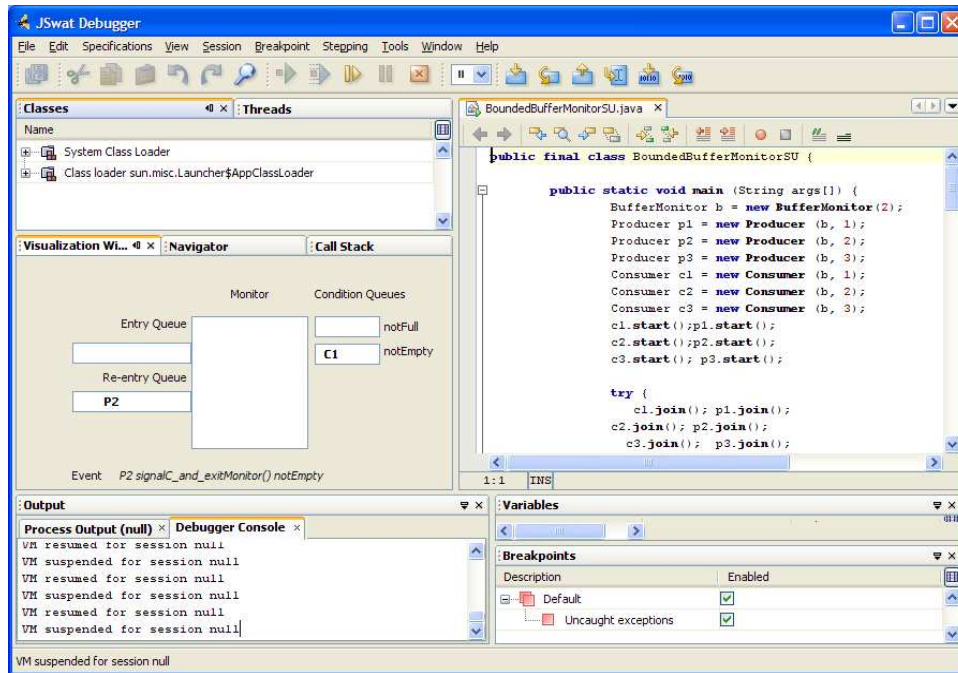 JSwat Debugger
File Edit Specifications View Session Breakpoint Stepping Tools Window Help
Classes
Threads
Name
System Class Loader
Class loader sun.misc.Launcher$AppClassLoader
Visualization Wi...
Navigator
Call Stack
Monitor
Condition Queues
Entry Queue
notFull
C1
notEmpty
Re-entry Queue
P2
Event P2 signalC_and_exitMonitor() notEmpty
BoundedBufferMonitorSU.java
public final class BoundedBufferMonitorSU {
public static void main (String args[]) {
BufferMonitor b = new BufferMonitor(2);
Producer p1 = new Producer (b, 1);
Producer p2 = new Producer (b, 2);
Producer p3 = new Producer (b, 3);
Consumer c1 = new Consumer (b, 1);
Consumer c2 = new Consumer (b, 2);
Consumer c3 = new Consumer (b, 3);
c1.start();p1.start();
c2.start();p2.start();
c3.start(); p3.start();
try {
c1.join(); p1.join();
c2.join(); p2.join();
c3.join(); p3.join();
1:1 INS
Output
Process Output (null)
Debugger Console
VM resumed for session null
VM suspended for session null
VM resumed for session null
VM suspended for session null
VM resumed for session null
VM suspended for session null
Variables
Breakpoints
Description Enabled
Default
Uncaught exceptions
VM suspended for session null